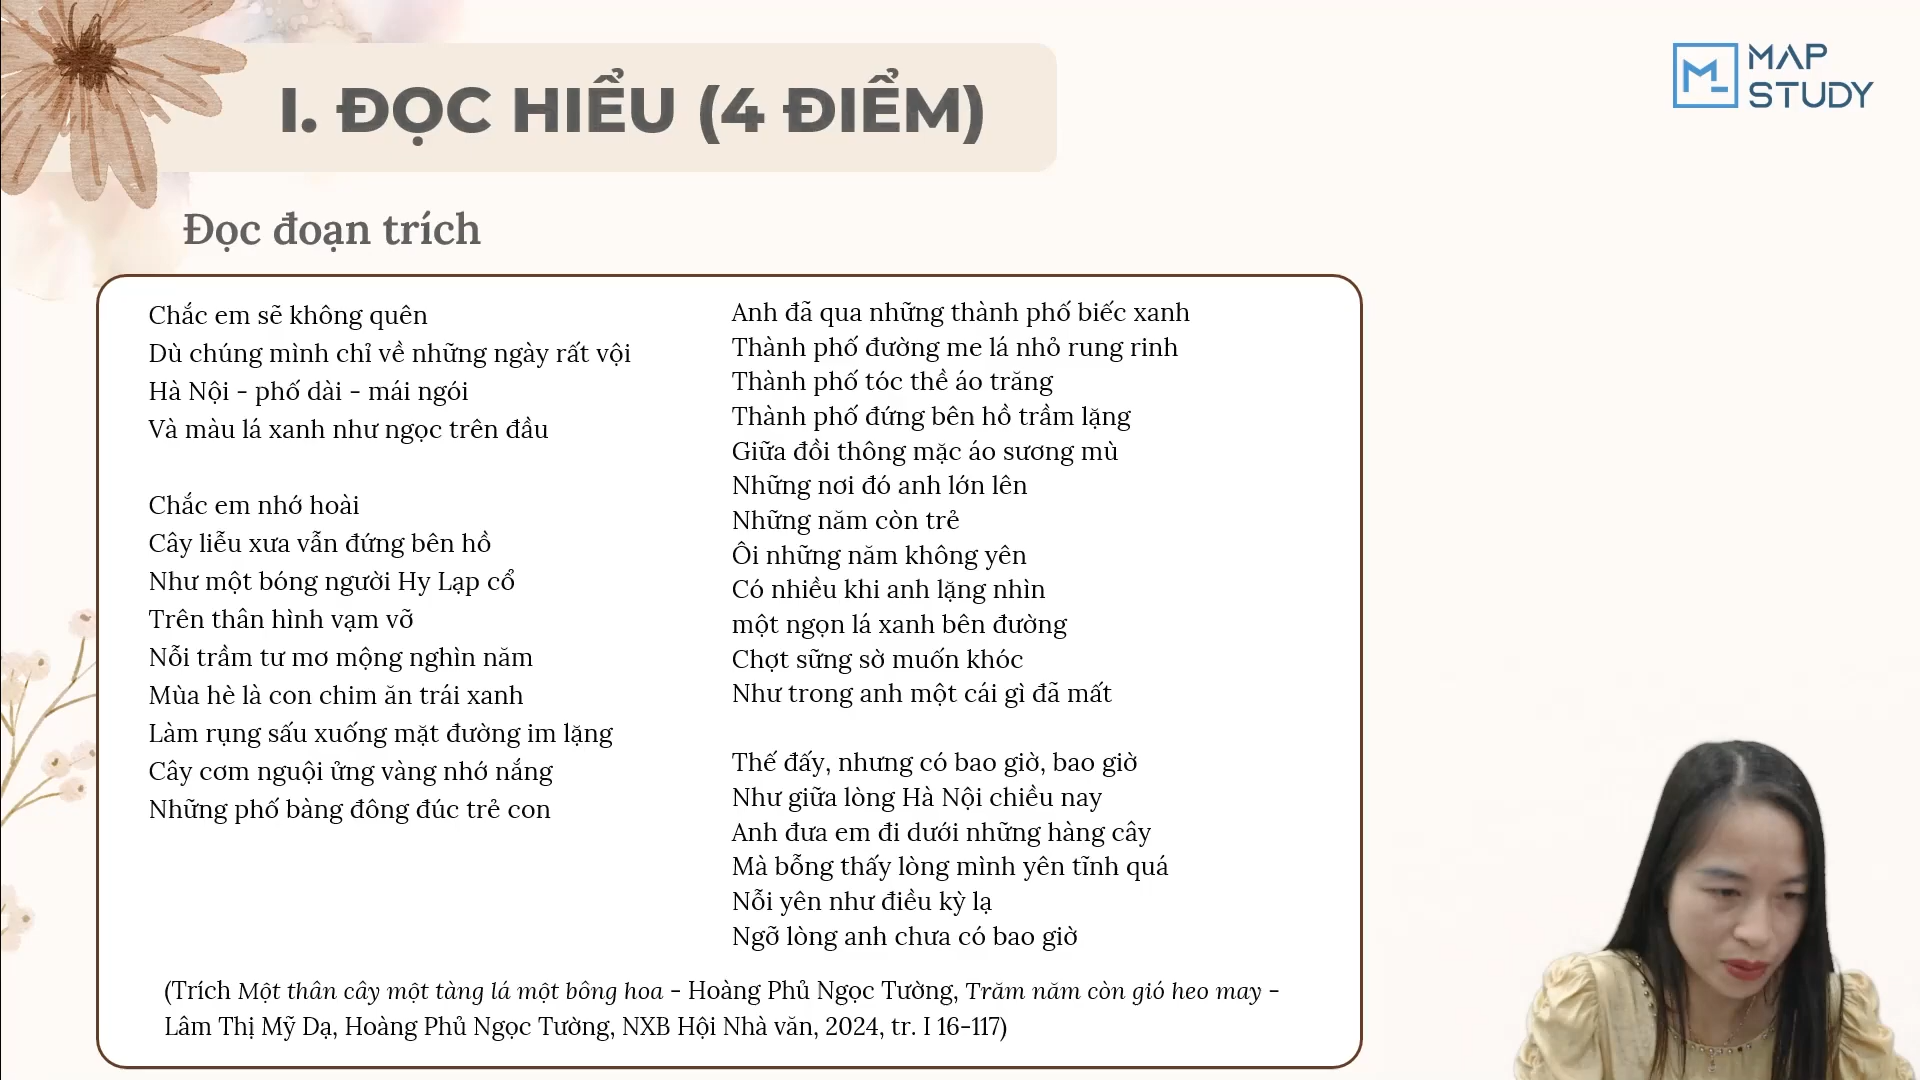 I. ĐỌC HIỂU (4 ĐIỂM)
MAP
STUDY
Đọc đoạn trích
Chắc em sẽ không quên
Dù chúng mình chỉ về những ngày rất vội
Hà Nội - phố dài - mái ngói
Và màu lá xanh như ngọc trên đầu
Chắc em nhớ hoài
Cây liễu xưa vẫn đứng bên hồ
Như một bóng người Hy Lạp cổ
Trên thân hình vạm vỡ
Nỗi trầm tư mơ mộng nghìn năm
Mùa hè là con chim ăn trái xanh
Làm rụng sấu xuống mặt đường im lặng
Cây cơm nguội ửng vàng nhớ nắng
Những phố bàng đông đúc trẻ con
Anh đã qua những thành phố biếc xanh
Thành phố đường me lá nhỏ rung rinh
Thành phố tóc thề áo trăng
Thành phố đứng bên hồ trầm lặng
Giữa đồi thông mặc áo sương mù
Những nơi đó anh lớn lên
Những năm còn trẻ
Ôi những năm không yên
Có nhiều khi anh lặng nhìn
một ngọn lá xanh bên đường
Chợt sững sờ muốn khóc
Như trong anh một cái gì đã mất
Thế đấy, nhưng có bao giờ, bao giờ
Như giữa lòng Hà Nội chiều nay
Anh đưa em đi dưới những hàng cây
Mà bỗng thấy lòng mình yên tĩnh quá
Nỗi yên như điều kỳ lạ
Ngỡ lòng anh chưa có bao giờ
(Trích Một thân cây một tàng lá một bông hoa - Hoàng Phủ Ngọc Tường, Trăm năm còn gió heo may -
Lâm Thị Mỹ Dạ, Hoàng Phủ Ngọc Tường, NXB Hội Nhà văn, 2024, tr. I 16-117)